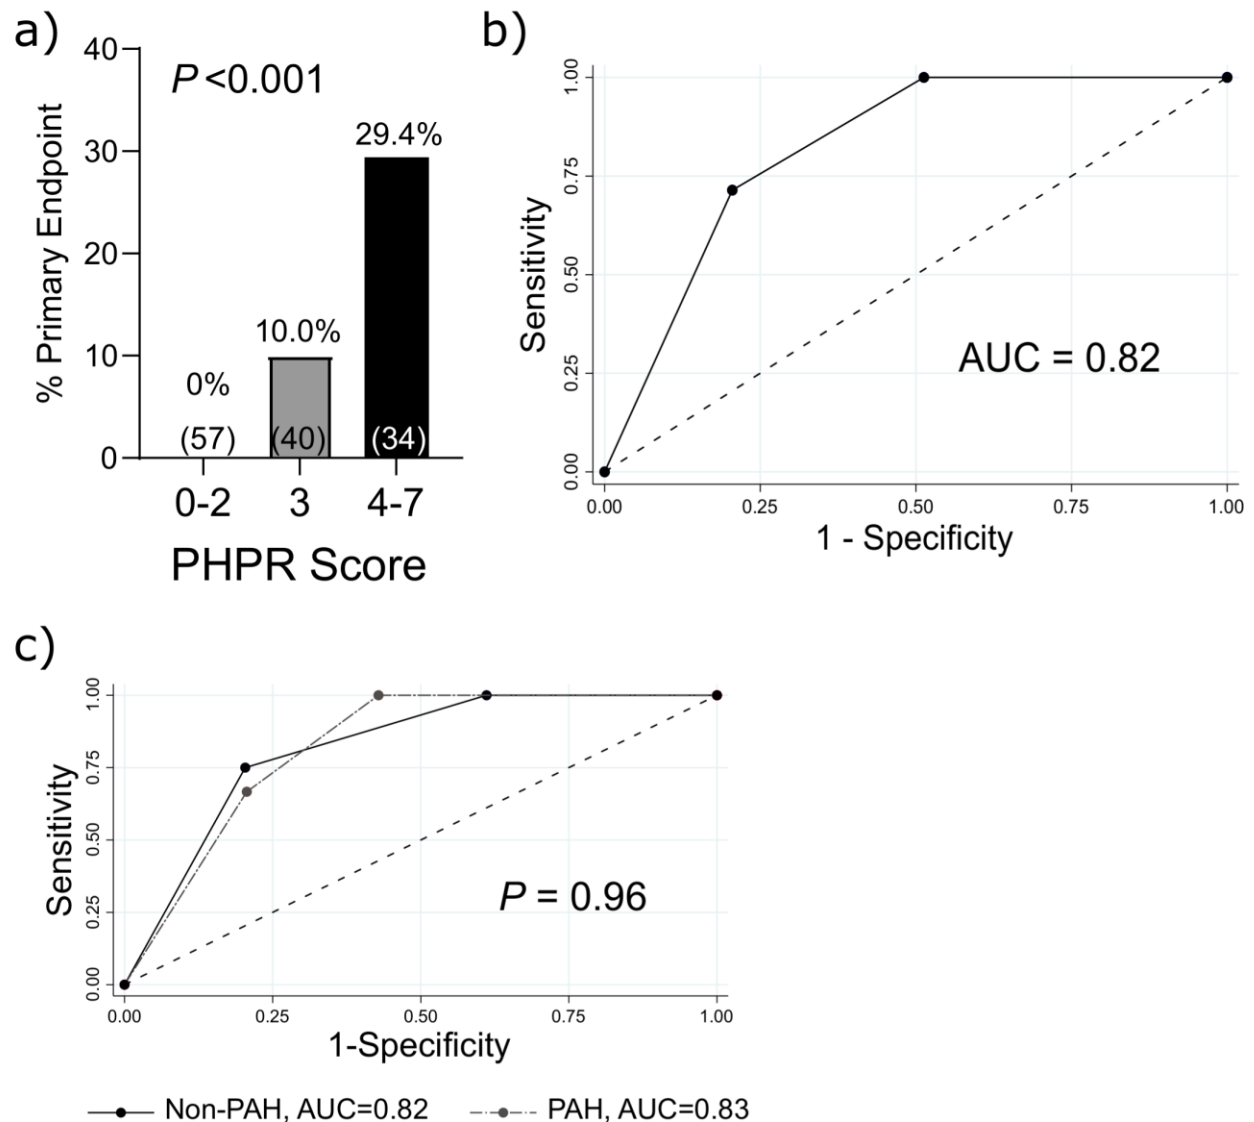 a)
40
30
20
10
0
% Primary Endpoint
P<0.001
0%
10.0%
29.4%
(57)
(40)
(34)
0-2
3
4-7
PHPR Score
b)
1.00
0.75
0.50
0.25
0.00
Sensitivity
AUC = 0.82
0.00
0.25
0.50
0.75
1.00
1 - Specificity
c)
1.00
0.75
0.50
0.25
0.00
Sensitivity
P = 0.96
0.00
0.25
0.50
0.75
1.00
1-Specificity
Non-PAH, AUC=0.82
PAH, AUC=0.83